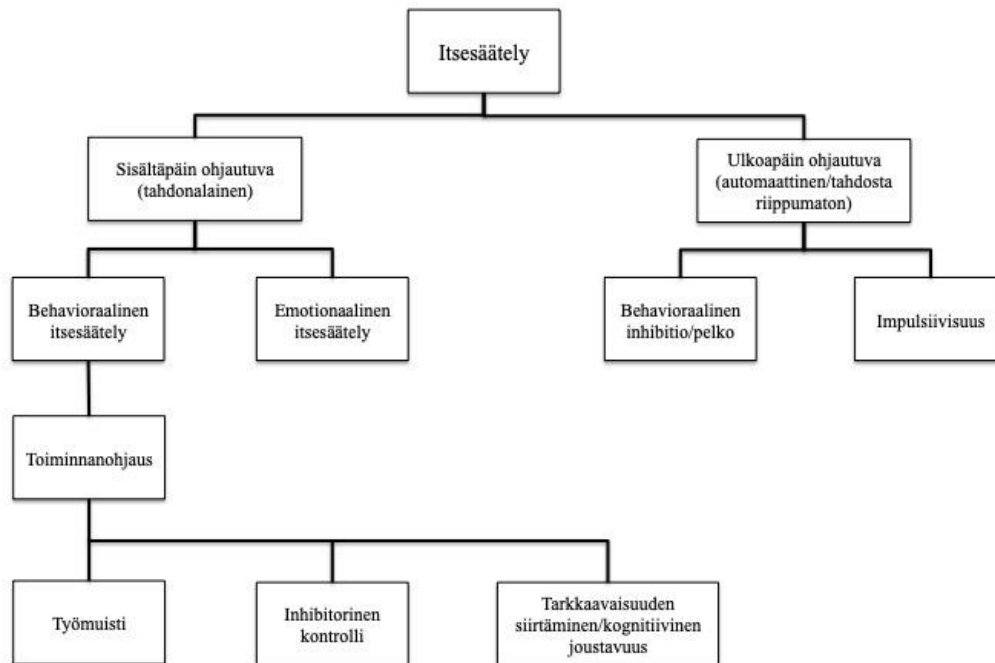 Itsesäätely
Sisältäpäin ohjautuva
(tahdonalainen)
Ulkoapäin ohjautuva
(automaattinen/tahdosta
riippumaton)
Behavioraalinen
itsesäätely
Emotionaalinen
itsesäätely
Behavioraalinen
inhibitio/pelko
Impulsiivisuus
Toiminnanohjaus
Työmuisti
Inhibitorinen
kontrolli
Tarkkaavaisuuden
siirtäminen/kognitiivinen
joustavuus